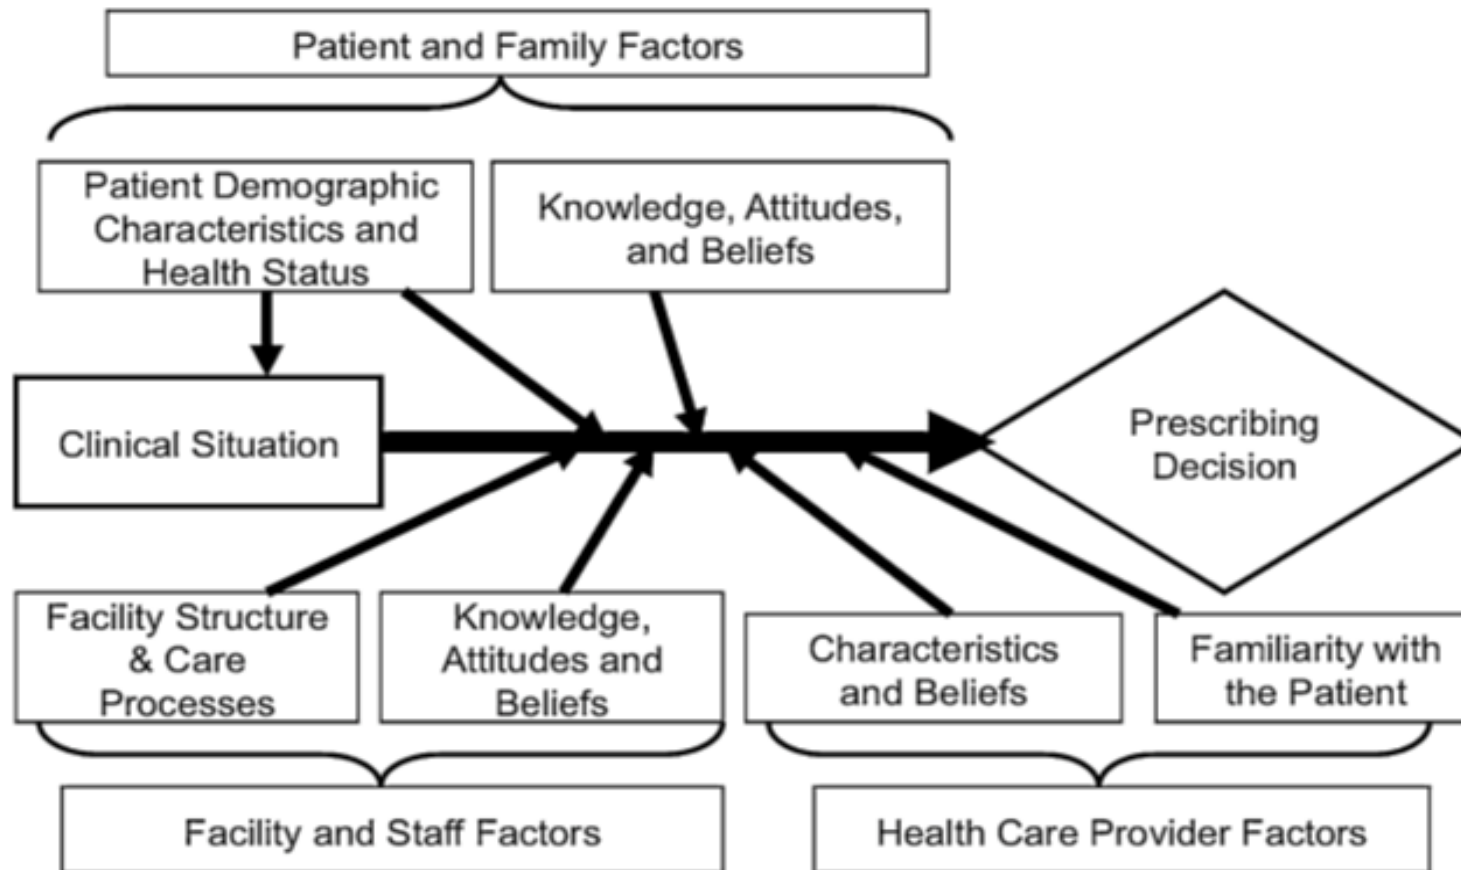 Patient and Family Factors
Patient Demographic
Characteristics and
Health Status
Knowledge, Attitudes,
and Beliefs
Clinical Situation
Prescribing
Decision
Facility Structure
& Care
Processes
Knowledge,
Attitudes and
Beliefs
Characteristics
and Beliefs
Familiarity with
the Patient
Facility and Staff Factors
Health Care Provider Factors